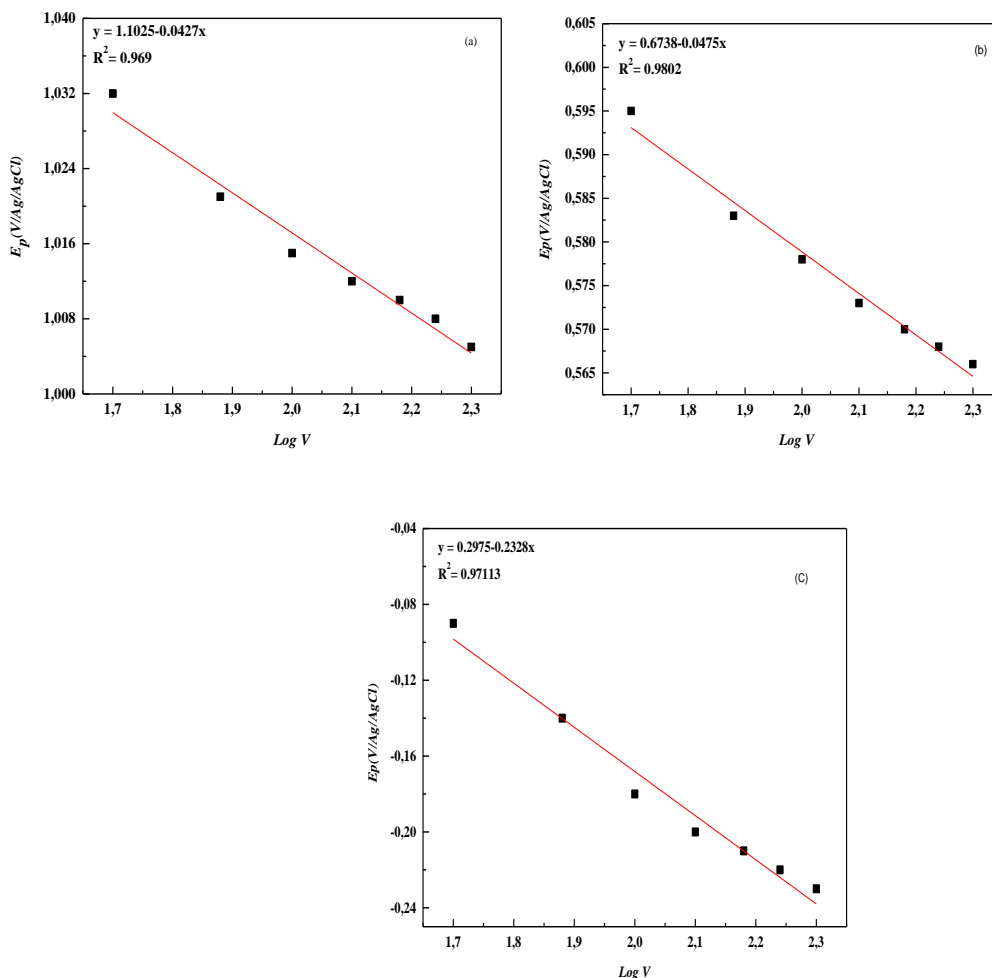 y = 1.1025-0.0427x
R2= 0.969
(a)
1,040
1,032
1,024
1,016
1,008
1,000
Ep(V/Ag/AgCl)
1,7 1,8 1,9 2,0 2,1 2,2 2,3
Log V
y = 0.6738-0.0475x
R2= 0.9802
(b)
0,605
0,600
0,595
0,590
0,585
0,580
0,575
0,570
0,565
Ep(V/Ag/AgCl)
1,7 1,8 1,9 2,0 2,1 2,2 2,3
Log V
y = 0.2975-0.2328x
R2= 0.97113
(C)
-0,04
-0,08
-0,12
-0,16
-0,20
-0,24
Ep(V/Ag/AgCl)
1,7 1,8 1,9 2,0 2,1 2,2 2,3
Log V